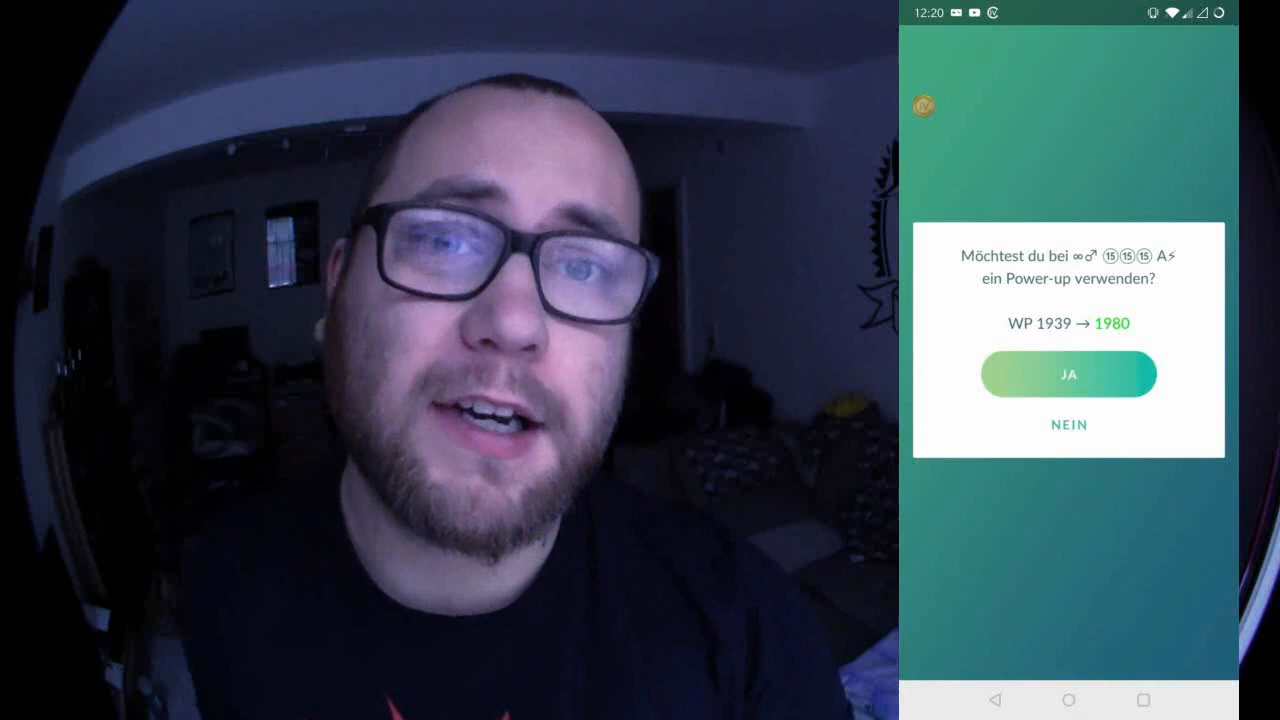 12:20
Möchtest du bei ∞♂ ⑮⑮⑮ A⚡
ein Power-up verwenden?
WP 1939 → 1980
JA
NEIN